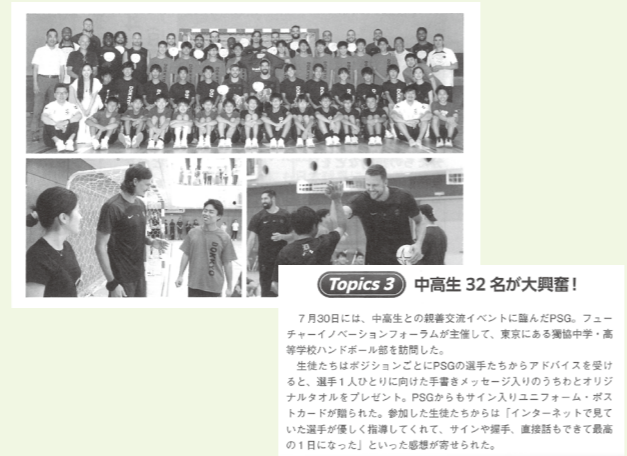 Topics 3 中高生 32 名が大興奮！
７月30日には、中高生との親善交流イベントに臨んだPSG。フュー
チャーイノベーションフォーラムが主催して、東京にある獨協中学・高
等学校ハンドボール部を訪問した。
生徒たちはポジションごとにPSGの選手たちからアドバイスを受け
ると、選手１人ひとりに向けた手書きメッセージ入りのうちわとオリジ
ナルタオルをプレゼント。PSGからもサイン入りユニフォーム・ポス
トカードが贈られた。参加した生徒たちからは「インターネットで見て
いた選手が優しく指導してくれて、サインや握手、直接話もできて最高
の１日になった」といった感想が寄せられた。